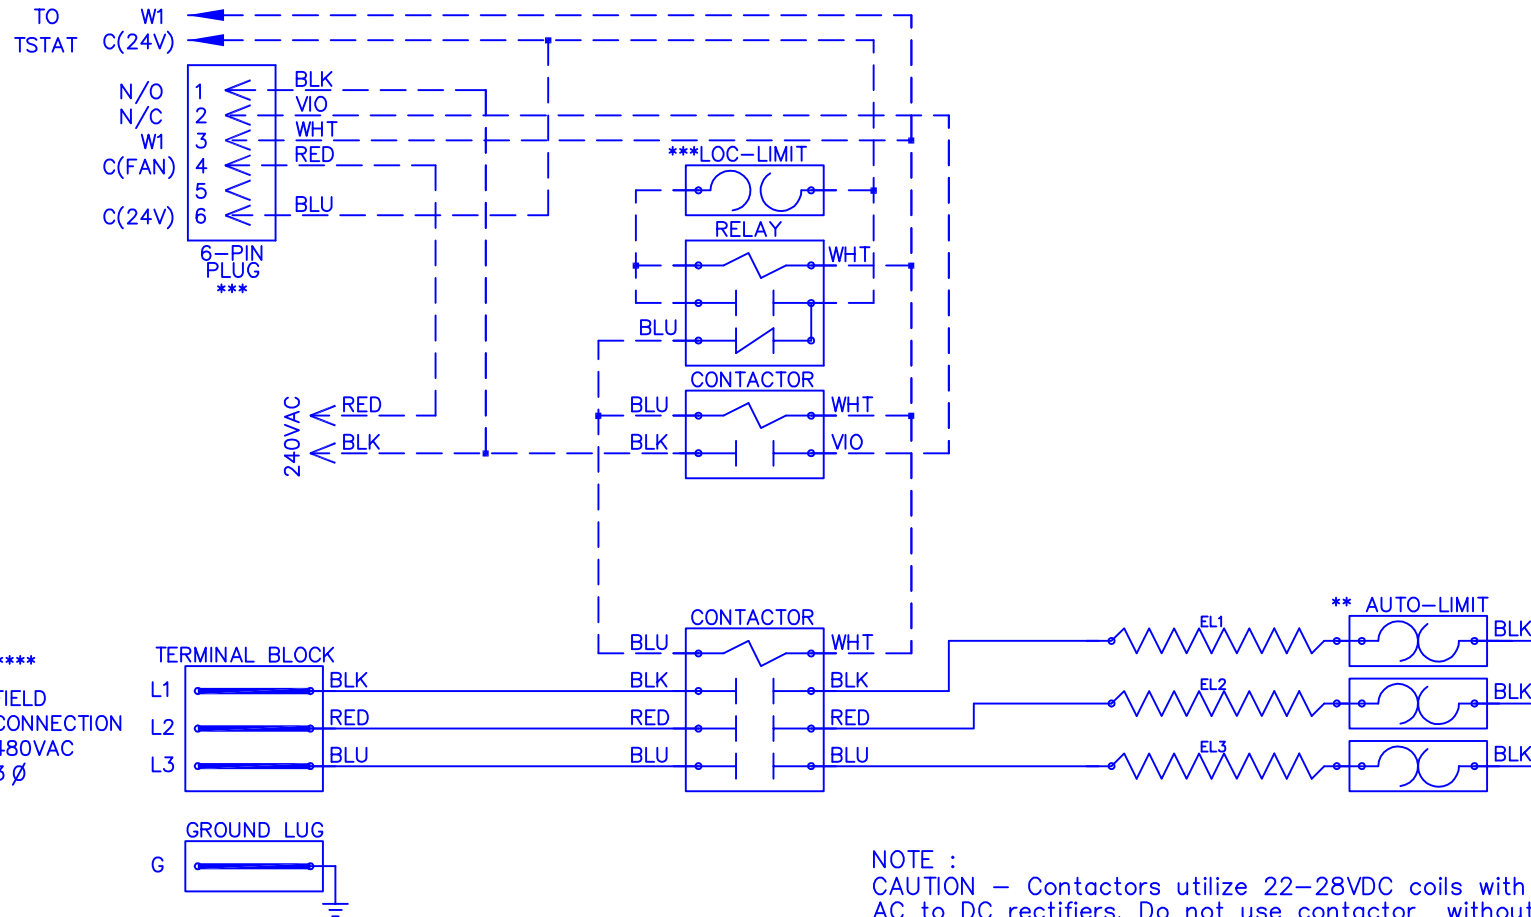 TO W1
TSTAT C(24V)
N/O 1 BLK
N/C 2 VIO
W1 3 WHT
C(FAN) 4 RED
5
C(24V) 6 BLU
6-PIN
PLUG
***
***LOC-LIMIT
RELAY
WHT
BLU
CONTACTOR
BLU WHT
BLK VIO
240VAC
RED
BLK
CONTACTOR
BLU WHT
BLK BLK
RED RED
BLU BLU
****
FIELD
CONNECTION
480VAC
3 Ø
TERMINAL BLOCK
L1 BLK
L2 RED
L3 BLU
GROUND LUG
G
** AUTO-LIMIT
EL1 BLK
EL2 BLK
EL3 BLK
NOTE :
CAUTION - Contactors utilize 22-28VDC coils with
AC to DC rectifiers. Do not use contactor without